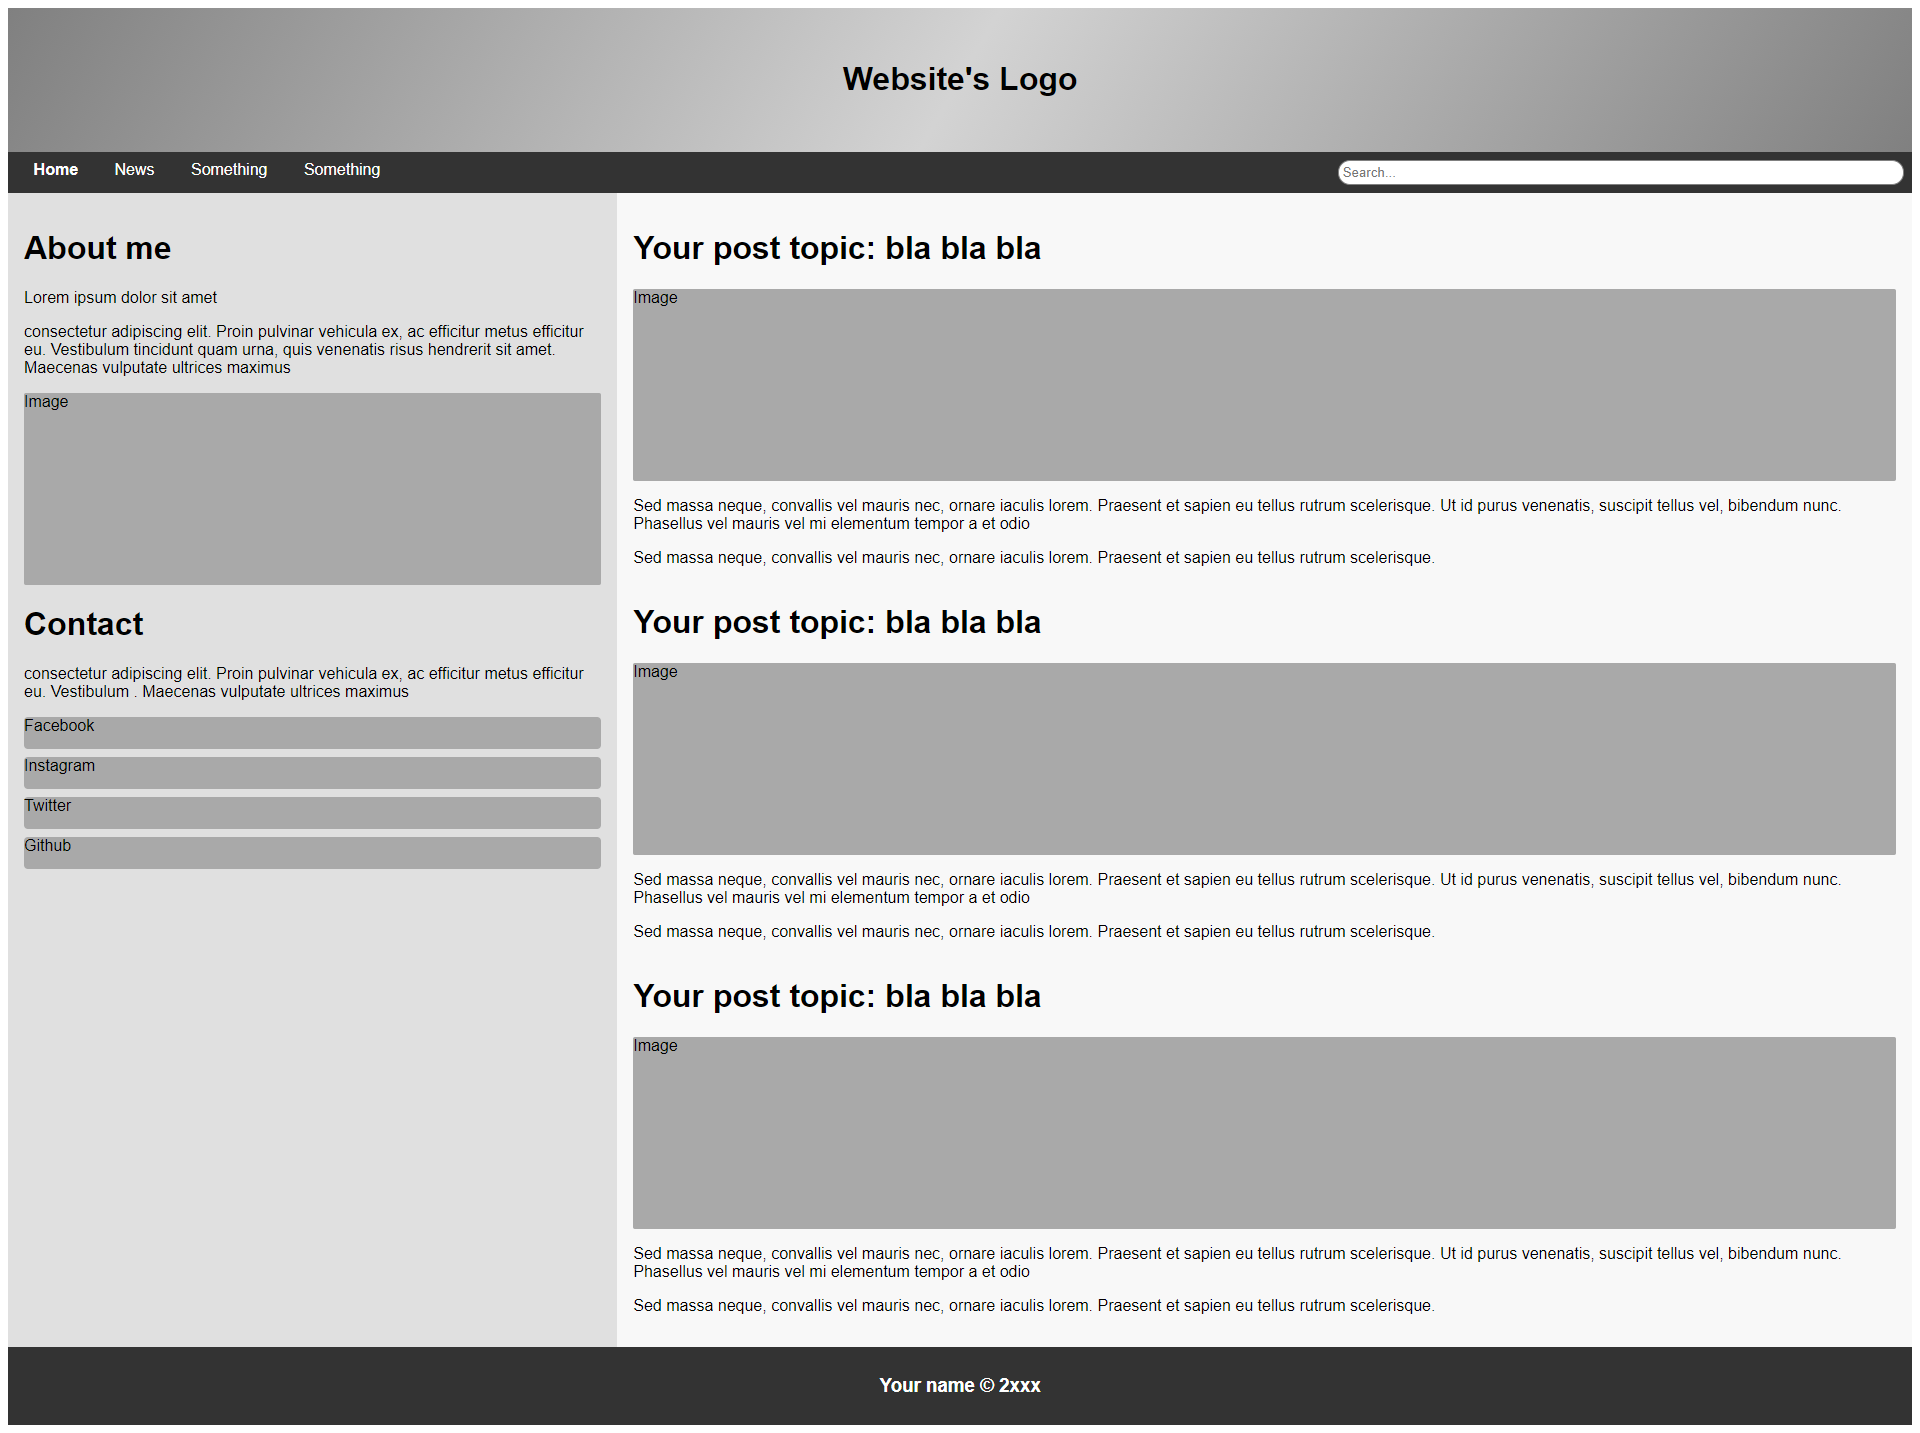 Website's Logo
Home News Something Something Search...
About me
Lorem ipsum dolor sit amet
consectetur adipiscing elit. Proin pulvinar vehicula ex, ac efficitur metus efficitur
eu. Vestibulum tincidunt quam urna, quis venenatis risus hendrerit sit amet.
Maecenas vulputate ultrices maximus
Image
Contact
consectetur adipiscing elit. Proin pulvinar vehicula ex, ac efficitur metus efficitur
eu. Vestibulum . Maecenas vulputate ultrices maximus
Facebook
Instagram
Twitter
Github
Your post topic: bla bla bla
Image
Sed massa neque, convallis vel mauris nec, ornare iaculis lorem. Praesent et sapien eu tellus rutrum scelerisque. Ut id purus venenatis, suscipit tellus vel, bibendum nunc.
Phasellus vel mauris vel mi elementum tempor a et odio
Sed massa neque, convallis vel mauris nec, ornare iaculis lorem. Praesent et sapien eu tellus rutrum scelerisque.
Your post topic: bla bla bla
Image
Sed massa neque, convallis vel mauris nec, ornare iaculis lorem. Praesent et sapien eu tellus rutrum scelerisque. Ut id purus venenatis, suscipit tellus vel, bibendum nunc.
Phasellus vel mauris vel mi elementum tempor a et odio
Sed massa neque, convallis vel mauris nec, ornare iaculis lorem. Praesent et sapien eu tellus rutrum scelerisque.
Your post topic: bla bla bla
Image
Sed massa neque, convallis vel mauris nec, ornare iaculis lorem. Praesent et sapien eu tellus rutrum scelerisque. Ut id purus venenatis, suscipit tellus vel, bibendum nunc.
Phasellus vel mauris vel mi elementum tempor a et odio
Sed massa neque, convallis vel mauris nec, ornare iaculis lorem. Praesent et sapien eu tellus rutrum scelerisque.
Your name © 2xxx